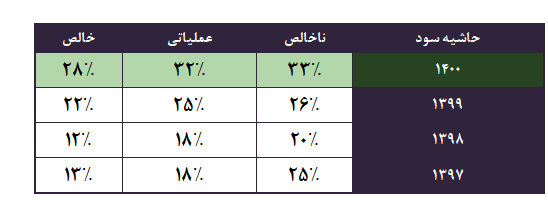 حاشیه سود ناخالص عملیاتی خالص
۱۴۰۰ ۳۳٪ ۳۲٪ ۲۸٪
۱۳۹۹ ۲۶٪ ۲۵٪ ۲۲٪
۱۳۹۸ ۲۰٪ ۱۸٪ ۱۲٪
۱۳۹۷ ۲۵٪ ۱۸٪ ۱۳٪